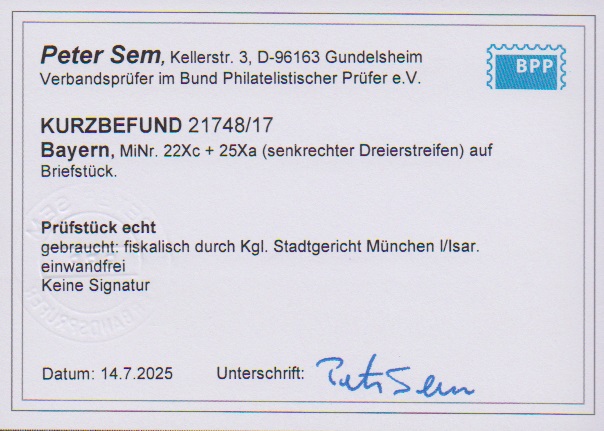 Peter Sem, Kellerstr. 3, D-96163 Gundelsheim
Verbandsprüfer im Bund Philatelistischer Prüfer e.V.
BPP
KURZBEFUND 21748/17
Bayern, MiNr. 22Xc + 25Xa (senkrechter Dreierstreifen) auf
Briefstück.
Prüfstück echt
gebraucht: fiskalisch durch Kgl. Stadtgericht München I/Isar.
einwandfrei
Keine Signatur
Datum: 14.7.2025 Unterschrift: Peter Sem